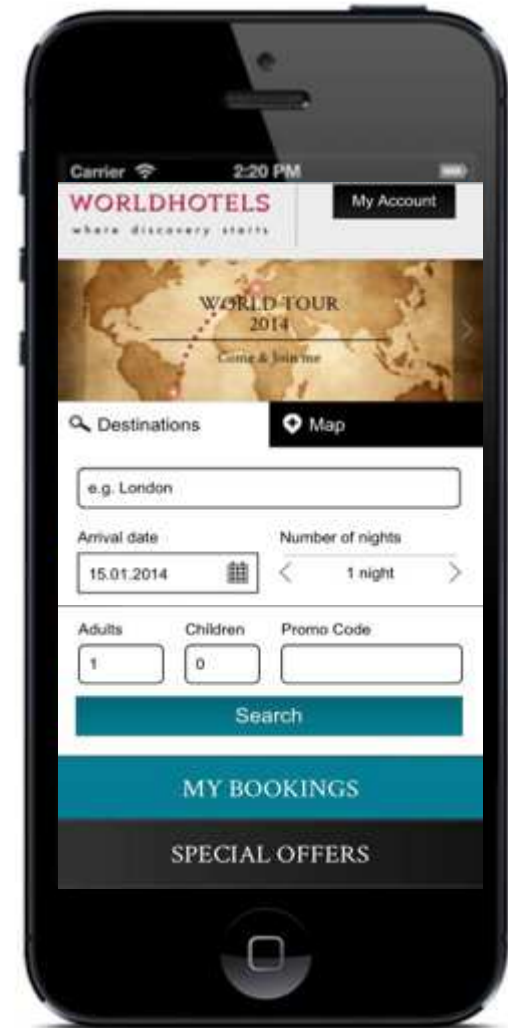 Carrier 2:20 PM
WORLDHOTELS
where discovery starts
My Account
WORLD TOUR
2014
Come & Join me
Destinations
Map
e.g. London
Arrival date
Number of nights
15.01.2014
1 night
Adults
Children
Promo Code
1
0
Search
MY BOOKINGS
SPECIAL OFFERS